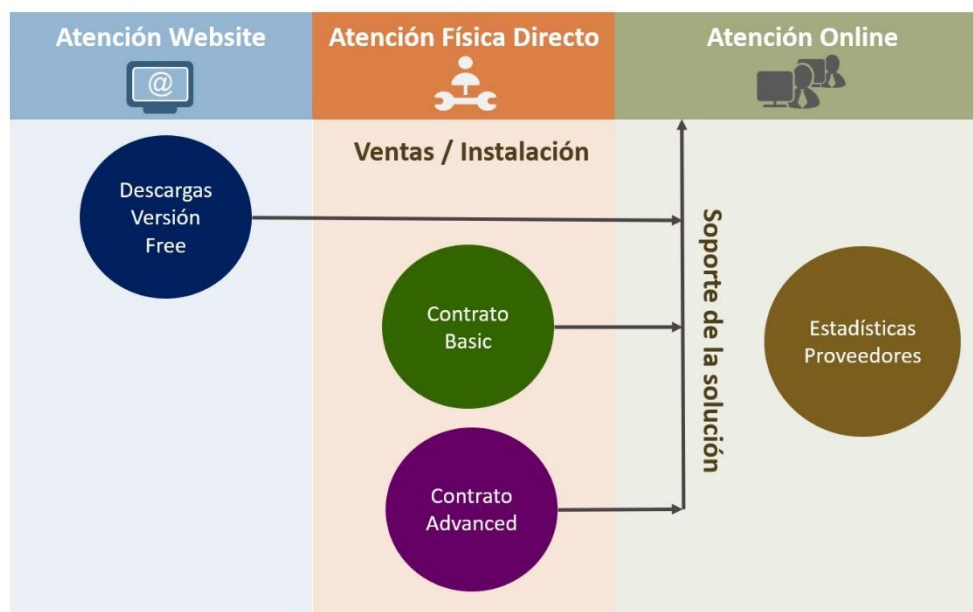 Atención Website
Atención Física Directo
Atención Online
@
Ventas / Instalación
Descargas
Versión
Free
Contrato
Basic
Contrato
Advanced
Soporte de la solución
Estadísticas
Proveedores